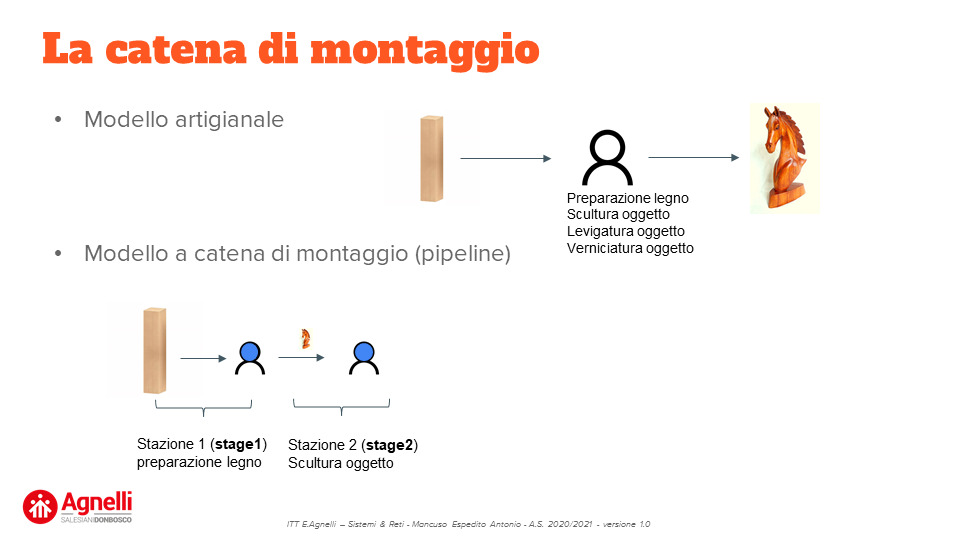 La catena di montaggio
• Modello artigianale
Preparazione legno
Scultura oggetto
Levigatura oggetto
Verniciatura oggetto
• Modello a catena di montaggio (pipeline)
Stazione 1 (stage1)
preparazione legno
Stazione 2 (stage2)
Scultura oggetto
Agnelli
SALESIANI DONBOSCO
ITT E.Agnelli – Sistemi & Reti - Mancuso Espedito Antonio - A.S. 2020/2021 - versione 1.0